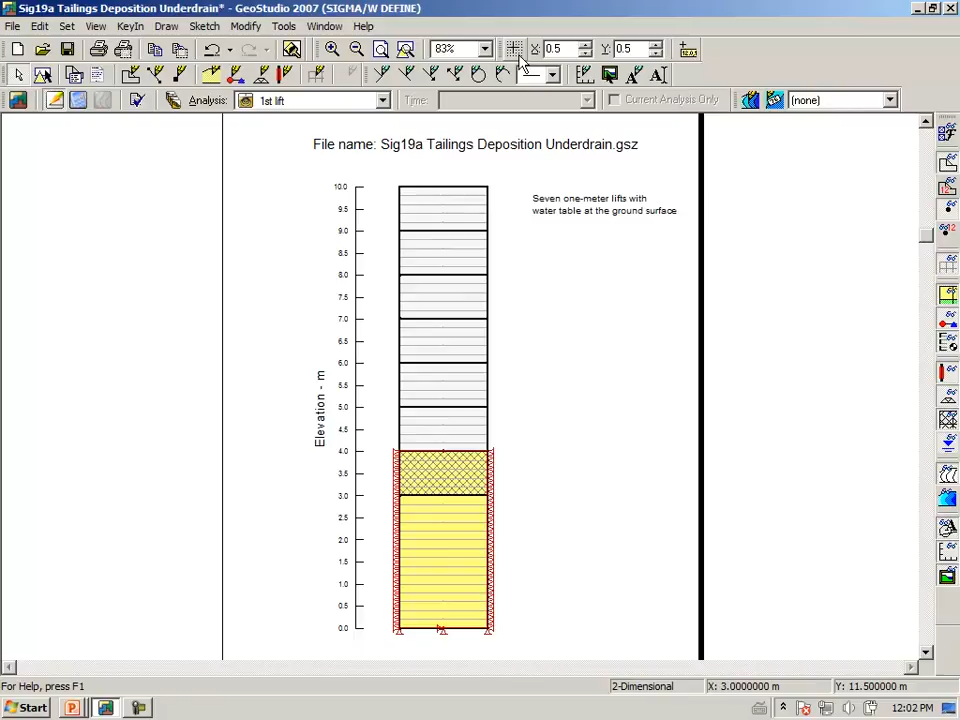 Sig19a Tailings Deposition Underdrain* - GeoStudio 2007 (SIGMA/W DEFINE)
File Edit Set View KeyIn Draw Sketch Modify Tools Window Help
83% X: 0.5 Y: 0.5
Analysis: 1st lift Time: Current Analysis Only (none)
File name: Sig19a Tailings Deposition Underdrain.gsz
Seven one-meter lifts with
water table at the ground surface
10.0
9.5
9.0
8.5
8.0
7.5
7.0
6.5
6.0
5.5
5.0
4.5
4.0
3.5
3.0
2.5
2.0
1.5
1.0
0.5
0.0
Elevation - m
For Help, press F1
2-Dimensional X: 3.0000000 m Y: 11.500000 m
Start 12:02 PM